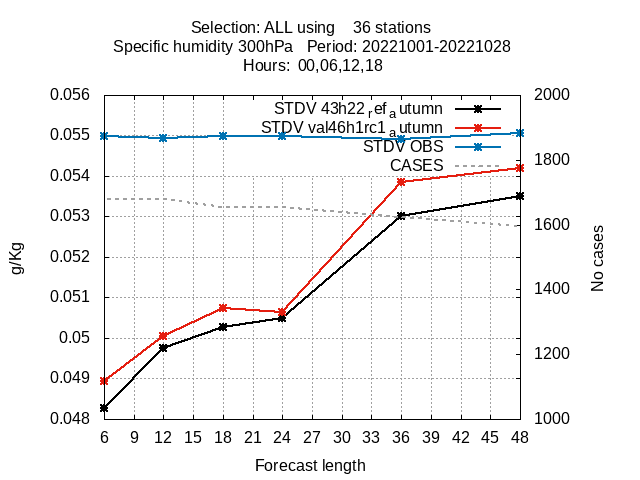 Selection: ALL using    36 stations
Specific humidity 300hPa   Period: 20221001-20221028
Hours: 00,06,12,18
0.056
0.055
0.054
0.053
0.052
0.051
0.05
0.049
0.048
g/Kg
STDV 43h22_ref_autumn
STDV val46h1rc1_autumn
STDV OBS
CASES
2000
1800
1600
1400
1200
1000
No cases
6 9 12 15 18 21 24 27 30 33 36 39 42 45 48
Forecast length